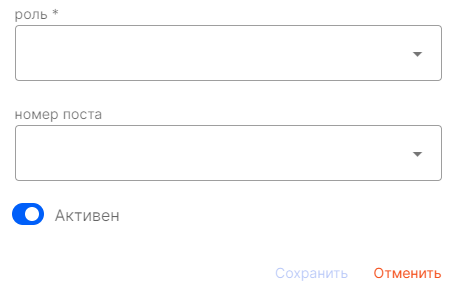 роль *
номер поста
Активен
Сохранить Отменить